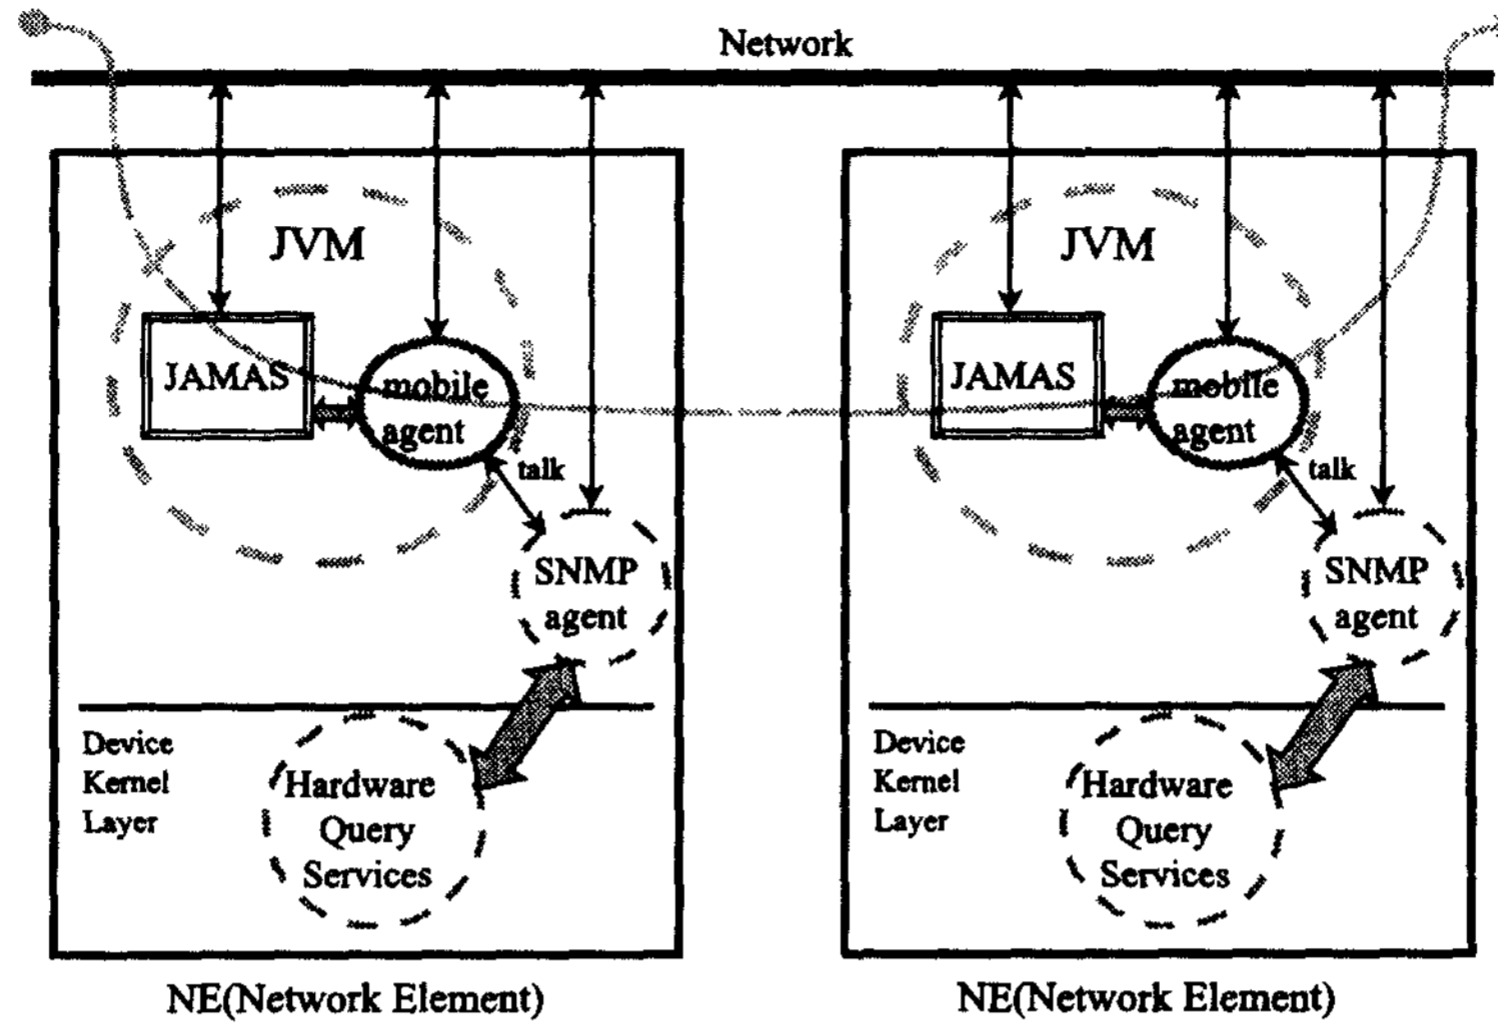 Network
JVM
JAMAS
mobile
agent
talk
SNMP
agent
Device
Kernel
Layer
Hardware
Query
Services
NE(Network Element)
JVM
JAMAS
mobile
agent
talk
SNMP
agent
Device
Kernel
Layer
Hardware
Query
Services
NE(Network Element)